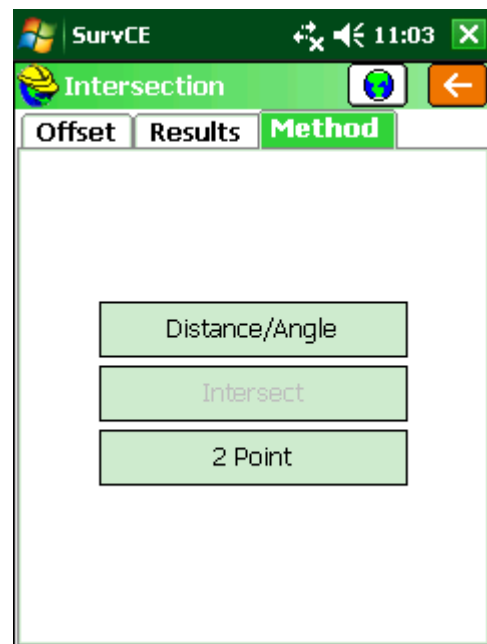 SurvCE 11:03
Intersection
Offset Results Method
Distance/Angle
Intersect
2 Point